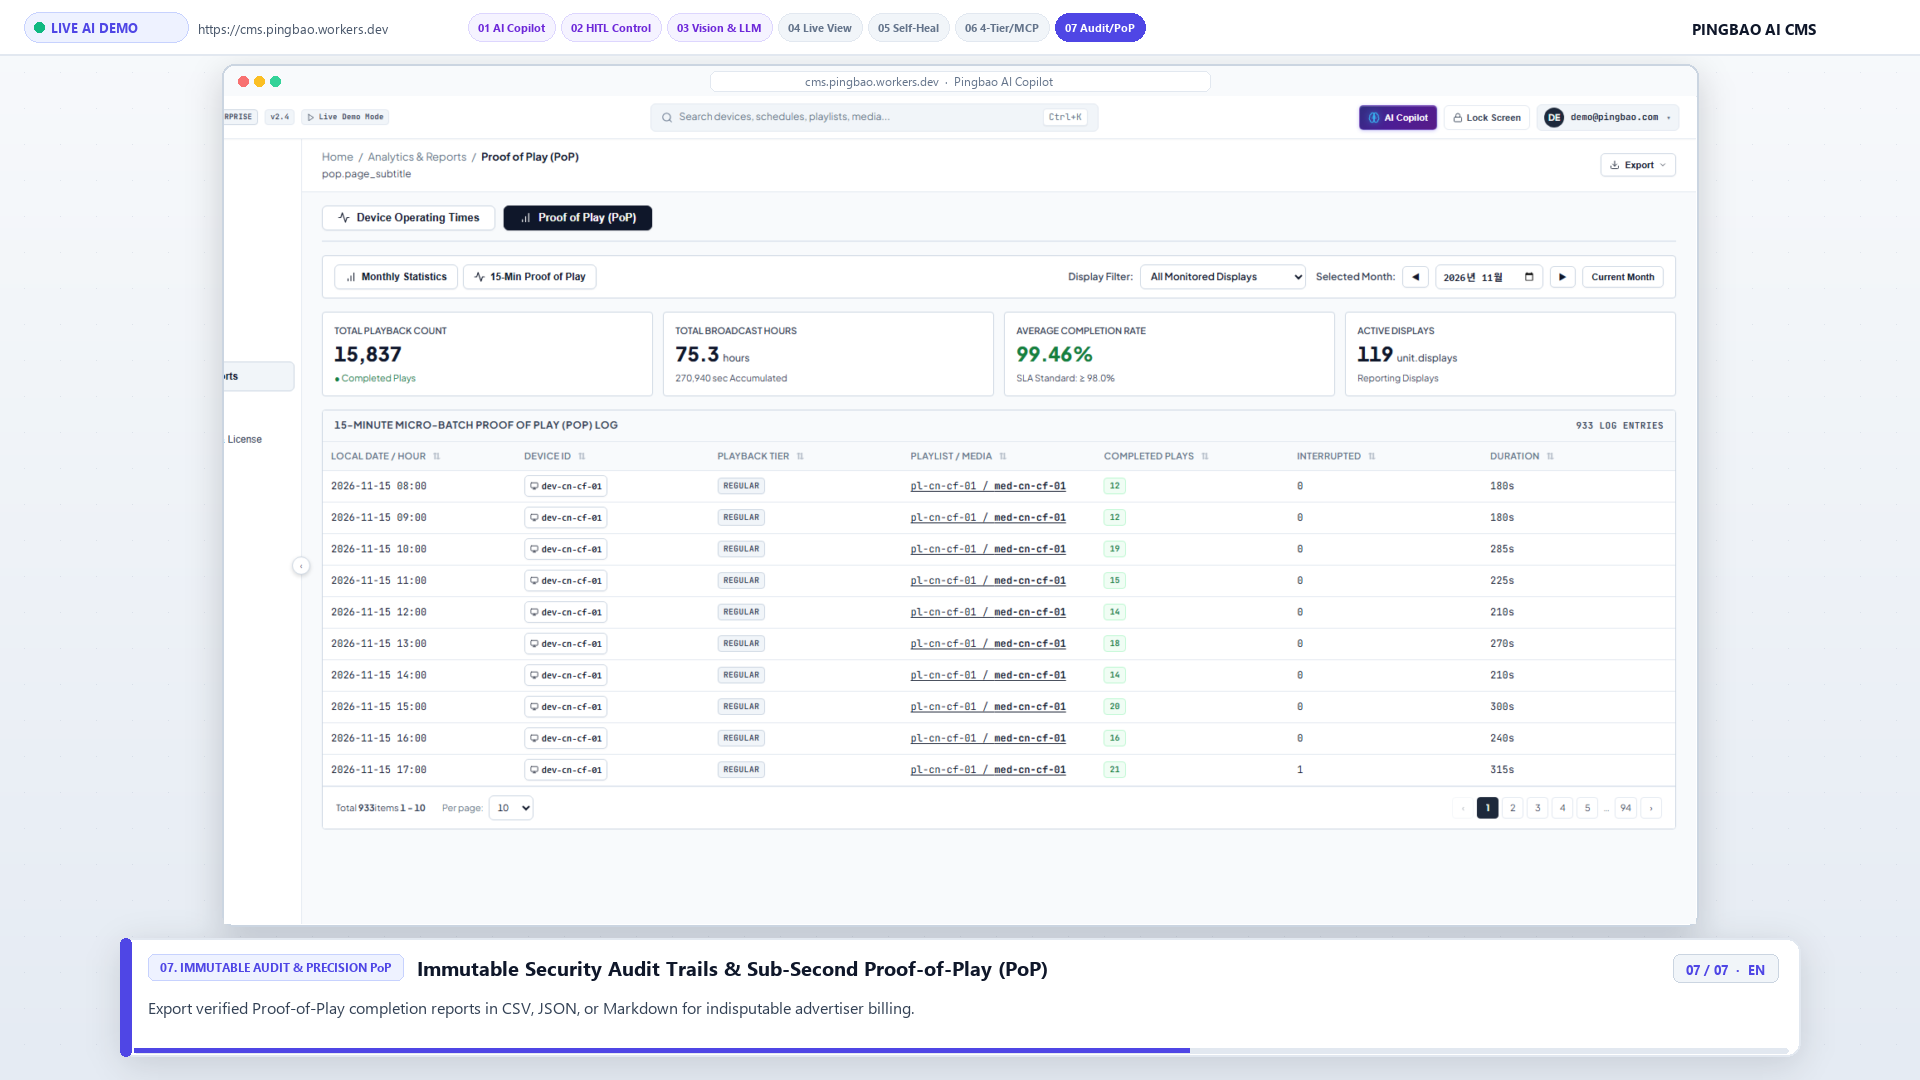 LIVE AI DEMO
https://cms.pingbao.workers.dev
01 AI Copilot
02 HITL Control
03 Vision & LLM
04 Live View
05 Self-Heal
06 4-Tier/MCP
07 Audit/PoP
PINGBAO AI CMS
cms.pingbao.workers.dev · Pingbao AI Copilot
RPRISE
v2.4
Live Demo Mode
Search devices, schedules, playlists, media...
Ctrl+K
AI Copilot
Lock Screen
DE
demo@pingbao.com
Home / Analytics & Reports / Proof of Play (PoP)
pop.page_subtitle
Export
Device Operating Times
Proof of Play (PoP)
Monthly Statistics
15-Min Proof of Play
Display Filter:
All Monitored Displays
Selected Month:
2026년 11월
Current Month
TOTAL PLAYBACK COUNT
15,837
Completed Plays
TOTAL BROADCAST HOURS
75.3 hours
270,940 sec Accumulated
AVERAGE COMPLETION RATE
99.46%
SLA Standard: ≥ 98.0%
ACTIVE DISPLAYS
119 unit.displays
Reporting Displays
orts
License
15-MINUTE MICRO-BATCH PROOF OF PLAY (POP) LOG
933 LOG ENTRIES
LOCAL DATE / HOUR DEVICE ID PLAYBACK TIER PLAYLIST / MEDIA COMPLETED PLAYS INTERRUPTED DURATION
2026-11-15 08:00 dev-cn-cf-01 REGULAR pl-cn-cf-01 / med-cn-cf-01 12 0 180s
2026-11-15 09:00 dev-cn-cf-01 REGULAR pl-cn-cf-01 / med-cn-cf-01 12 0 180s
2026-11-15 10:00 dev-cn-cf-01 REGULAR pl-cn-cf-01 / med-cn-cf-01 19 0 285s
2026-11-15 11:00 dev-cn-cf-01 REGULAR pl-cn-cf-01 / med-cn-cf-01 15 0 225s
2026-11-15 12:00 dev-cn-cf-01 REGULAR pl-cn-cf-01 / med-cn-cf-01 14 0 210s
2026-11-15 13:00 dev-cn-cf-01 REGULAR pl-cn-cf-01 / med-cn-cf-01 18 0 270s
2026-11-15 14:00 dev-cn-cf-01 REGULAR pl-cn-cf-01 / med-cn-cf-01 14 0 210s
2026-11-15 15:00 dev-cn-cf-01 REGULAR pl-cn-cf-01 / med-cn-cf-01 20 0 300s
2026-11-15 16:00 dev-cn-cf-01 REGULAR pl-cn-cf-01 / med-cn-cf-01 16 0 240s
2026-11-15 17:00 dev-cn-cf-01 REGULAR pl-cn-cf-01 / med-cn-cf-01 21 1 315s
Total 933items 1 - 10
Per page: 10
‹ 1 2 3 4 5 ... 94 ›
07. IMMUTABLE AUDIT & PRECISION PoP
Immutable Security Audit Trails & Sub-Second Proof-of-Play (PoP)
07 / 07 · EN
Export verified Proof-of-Play completion reports in CSV, JSON, or Markdown for indisputable advertiser billing.